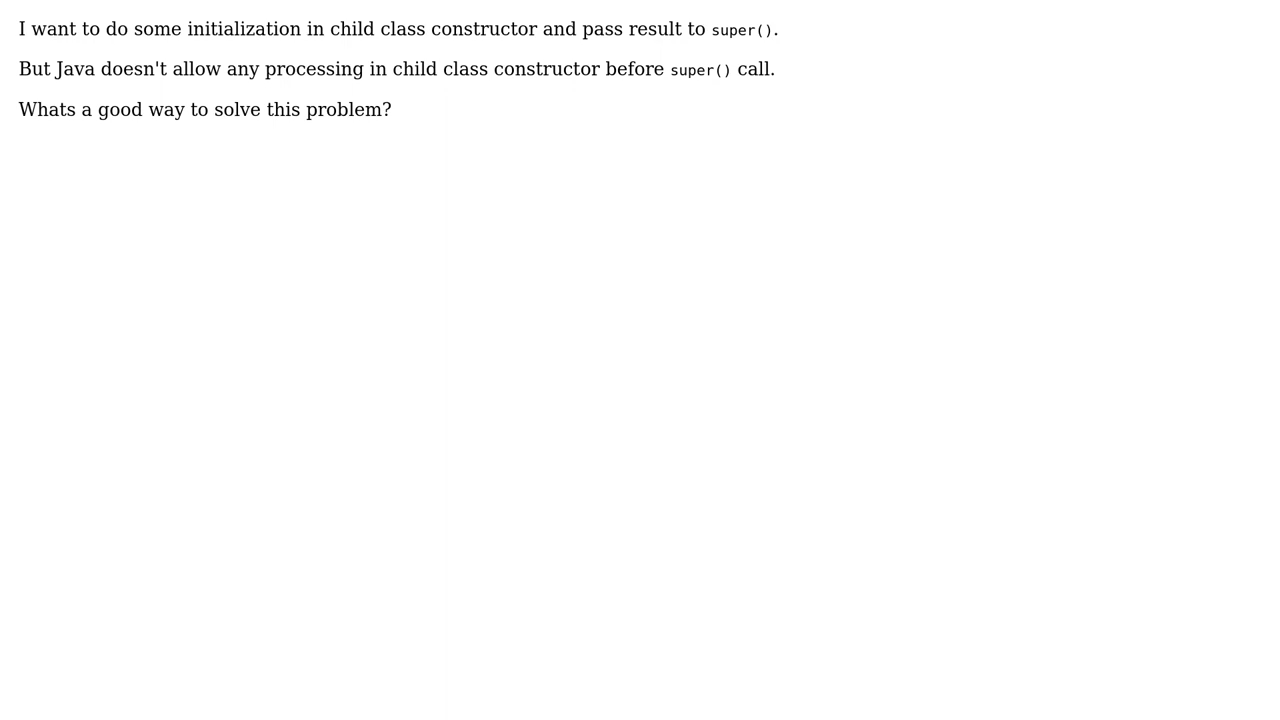 I want to do some initialization in child class constructor and pass result to super().
But Java doesn't allow any processing in child class constructor before super() call.
Whats a good way to solve this problem?